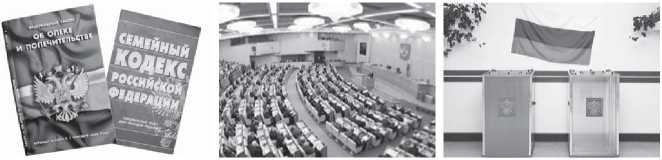 ФЕДЕРАЛЬНЫЙ ЗАКОН
ОБ ОПЕКЕ
И ПОПЕЧИТЕЛЬСТВЕ
СЕМЕЙНЫЙ
КОДЕКС
РОССИЙСКОЙ
ФЕДЕРАЦИИ